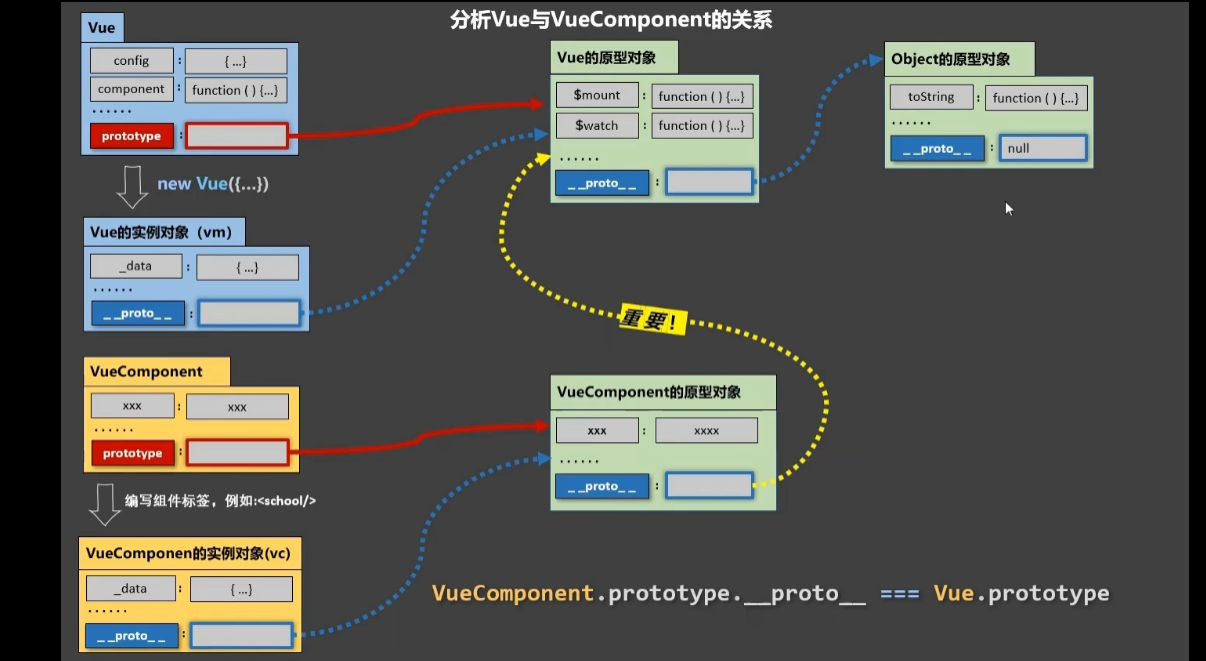 分析Vue与VueComponent的关系
Vue
config : {...}
component : function ( ) {...}
......
prototype :
new Vue({...})
Vue的实例对象（vm）
_data : {...}
......
_ _proto_ _ :
VueComponent
xxx : xxx
......
prototype :
编写组件标签，例如:<school/>
VueComponen的实例对象(vc)
_data : {...}
......
_ _proto_ _ :
Vue的原型对象
$mount : function ( ) {...}
$watch : function ( ) {...}
......
_ _proto_ _ :
Object的原型对象
toString : function ( ) {...}
......
_ _proto_ _ : null
重要!
VueComponent的原型对象
xxx : xxxx
......
_ _proto_ _ :
VueComponent.prototype.__proto__ === Vue.prototype